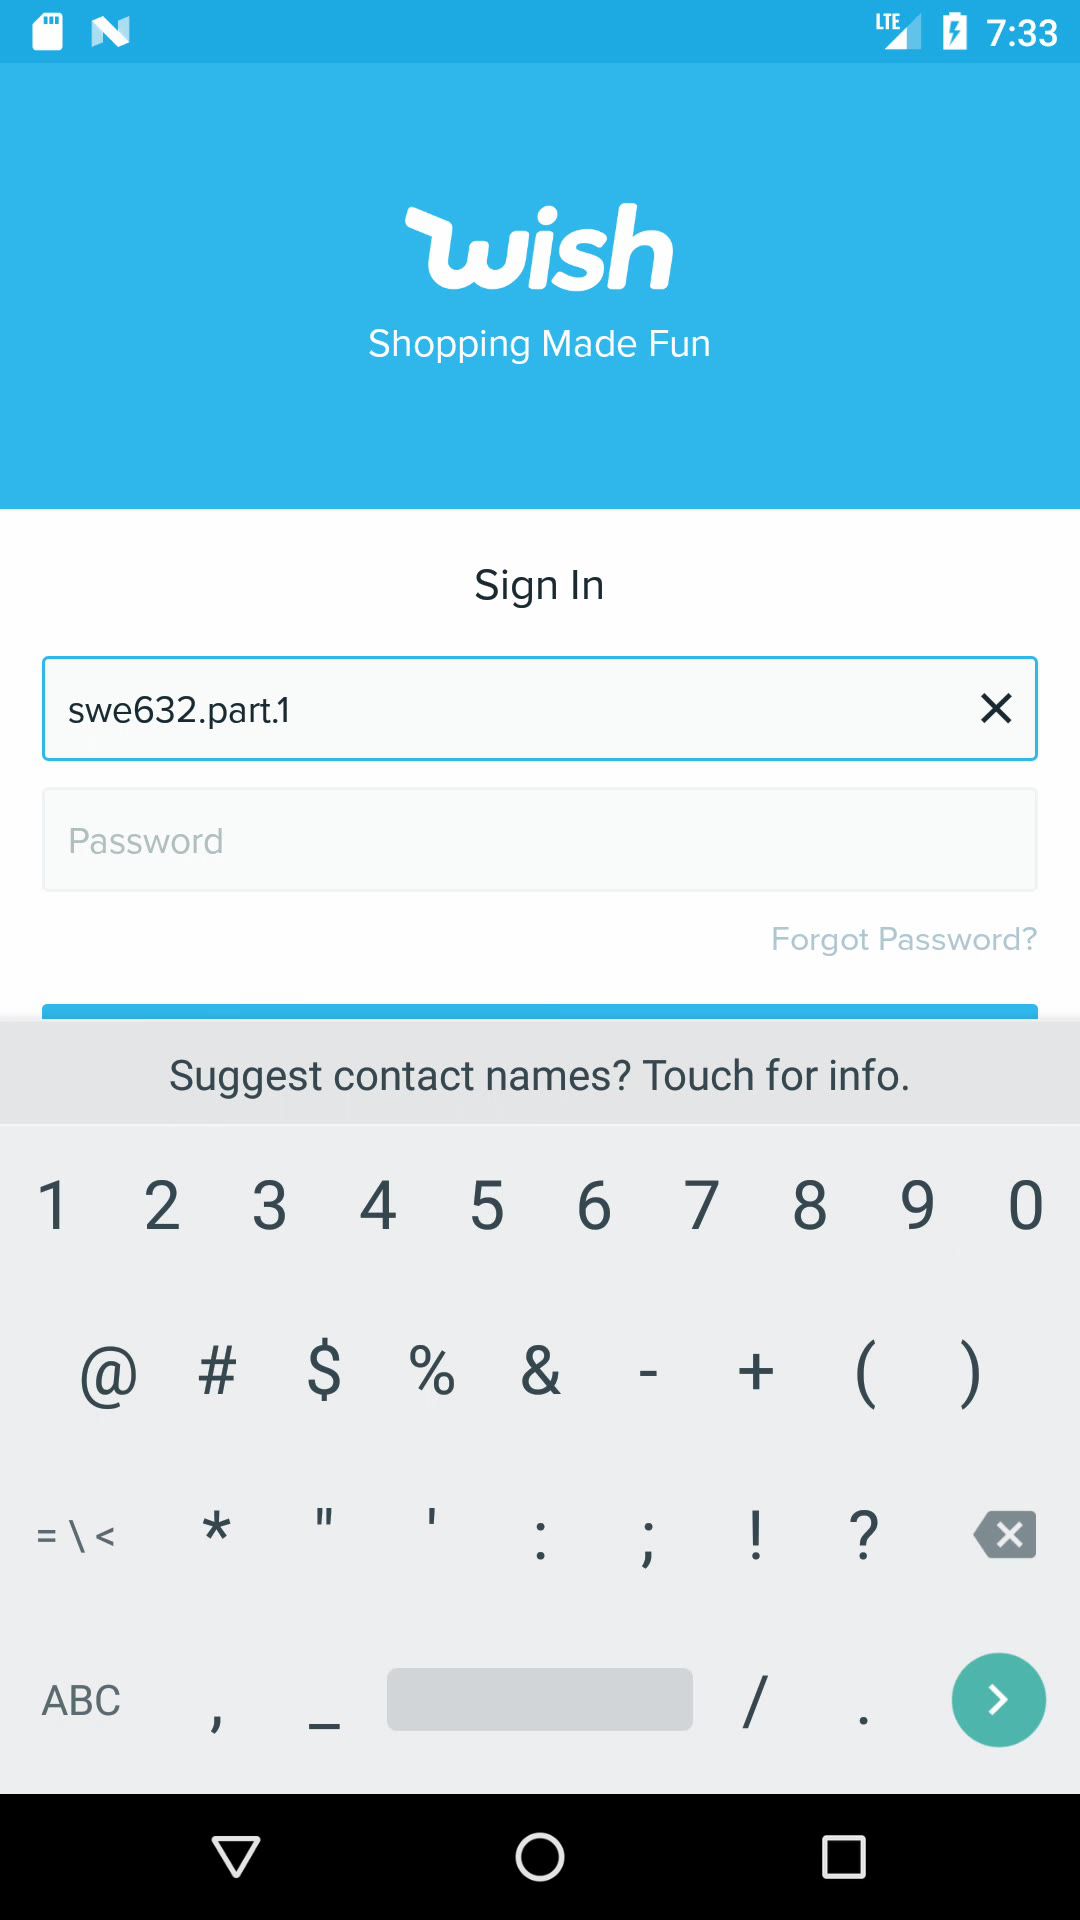 LTE 7:33
wish
Shopping Made Fun
Sign In
swe632.part.1
Password
Forgot Password?
Suggest contact names? Touch for info.
1 2 3 4 5 6 7 8 9 0
@ # $ % & - + ( )
= \ < * " ' : ; ! ?
ABC , _ / .